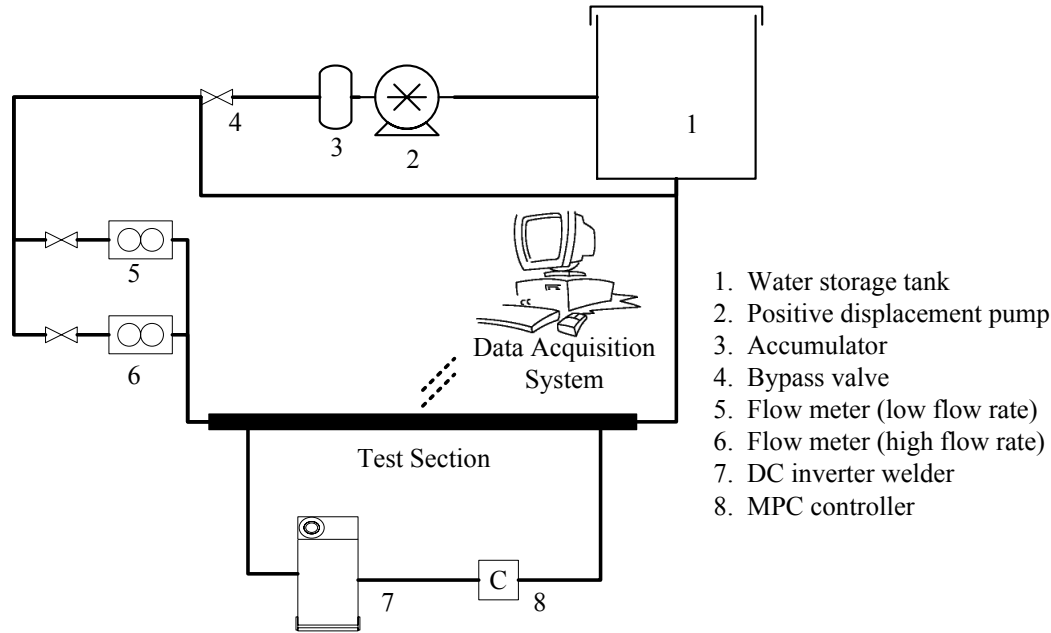 1
4
3
2
5
6
Data Acquisition
System
Test Section
7
C
8
1. Water storage tank
2. Positive displacement pump
3. Accumulator
4. Bypass valve
5. Flow meter (low flow rate)
6. Flow meter (high flow rate)
7. DC inverter welder
8. MPC controller